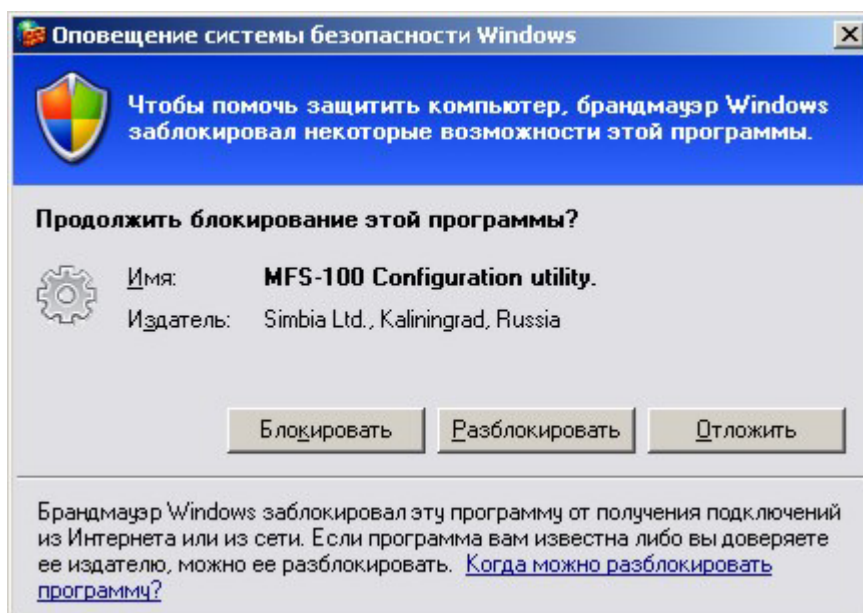 Оповещение системы безопасности Windows
Чтобы помочь защитить компьютер, брандмауэр Windows
заблокировал некоторые возможности этой программы.
Продолжить блокирование этой программы?
Имя: MFS-100 Configuration utility.
Издатель: Simbia Ltd., Kaliningrad, Russia
Блокировать Разблокировать Отложить
Брандмауэр Windows заблокировал эту программу от получения подключений
из Интернета или из сети. Если программа вам известна либо вы доверяете
ее издателю, можно ее разблокировать. Когда можно разблокировать
программу?